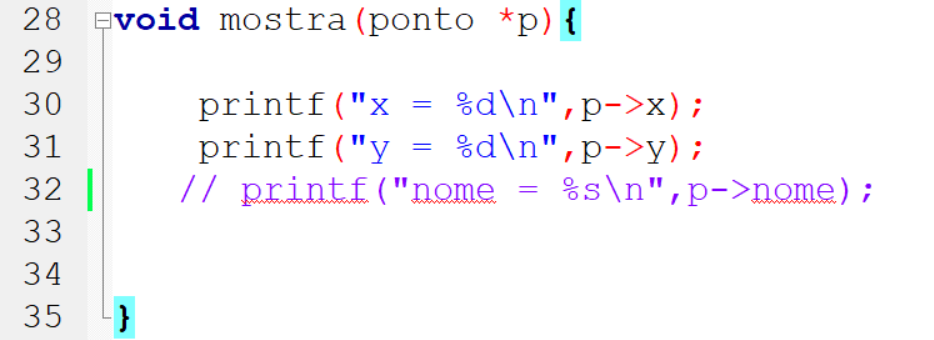 28 void mostra(ponto *p){
29
30 printf("x = %d\n",p->x);
31 printf("y = %d\n",p->y);
32 // printf("nome = %s\n",p->nome);
33
34
35 }